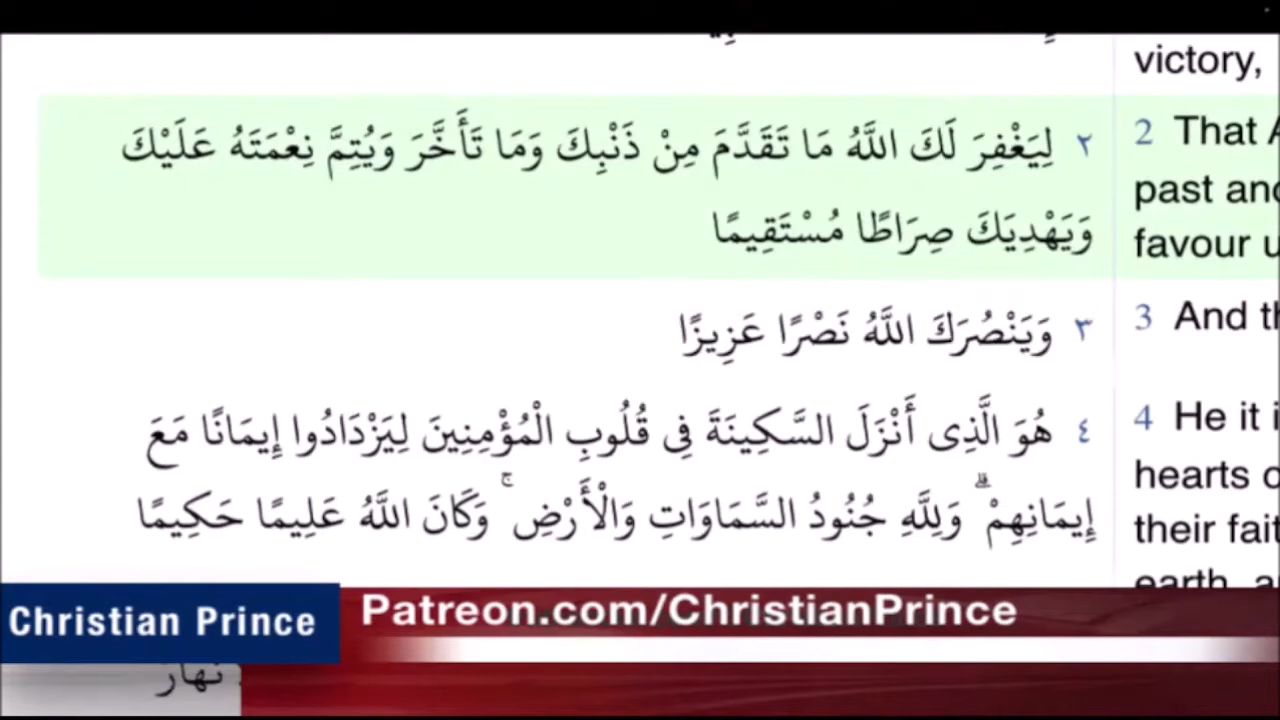 ٢ لِيَغْفِرَ لَكَ اللَّهُ مَا تَقَدَّمَ مِنْ ذَنْبِكَ وَمَا تَأَخَّرَ وَيُتِمَّ نِعْمَتَهُ عَلَيْكَ
وَيَهْدِيَكَ صِرَاطًا مُسْتَقِيمًا
٣ وَيَنْصُرَكَ اللَّهُ نَصْرًا عَزِيزًا
٤ هُوَ الَّذِى أَنْزَلَ السَّكِينَةَ فِى قُلُوبِ الْمُؤْمِنِينَ لِيَزْدَادُوا إِيمَانًا مَعَ
إِيمَانِهِمْ ۗ وَلِلَّهِ جُنُودُ السَّمَاوَاتِ وَالْأَرْضِ ۚ وَكَانَ اللَّهُ عَلِيمًا حَكِيمًا
victory,
2 That A
past and
favour u
3 And th
4 He it i
hearts o
their fait
earth, a
Christian Prince
Patreon.com/ChristianPrince